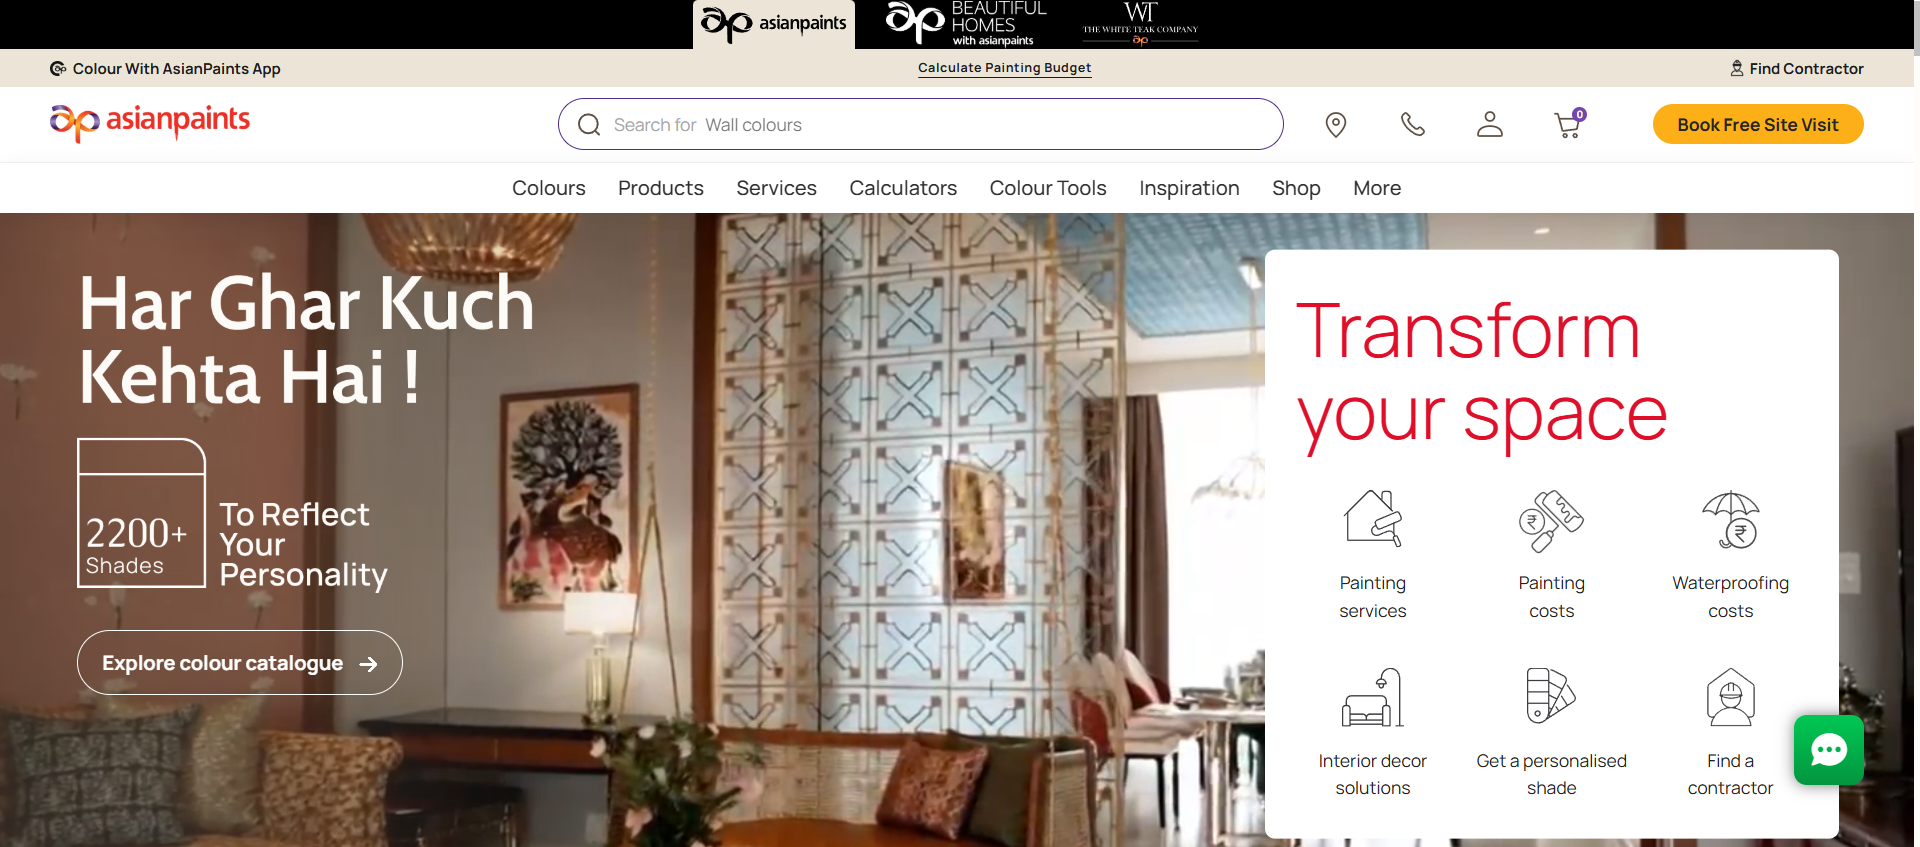 asianpaints
BEAUTIFUL
HOMES
with asianpaints
WT
THE WHITE TEAK COMPANY
ap
Colour With AsianPaints App
Calculate Painting Budget
Find Contractor
ap asianpaints
Search for Wall colours
0
Book Free Site Visit
Colours Products Services Calculators Colour Tools Inspiration Shop More
Har Ghar Kuch
Kehta Hai !
2200+
Shades
To Reflect
Your
Personality
Explore colour catalogue →
Transform
your space
₹
₹
Painting
services
Painting
costs
Waterproofing
costs
Interior decor
solutions
Get a personalised
shade
Find a
contractor